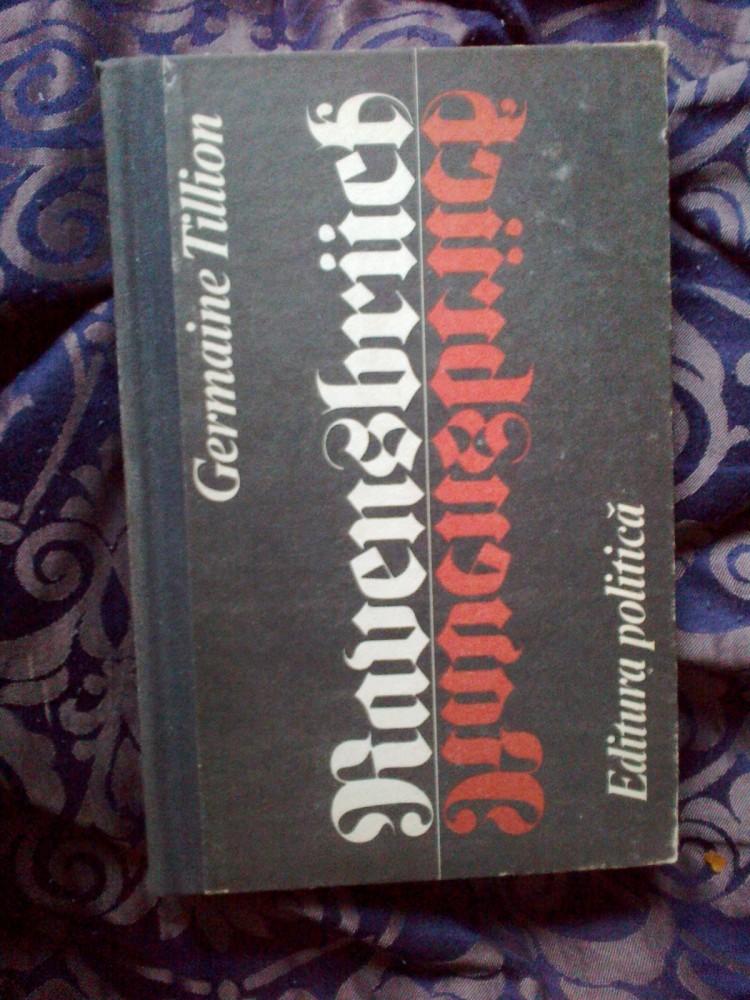 Germaine Tillion
Ravensbrück
Ravensbrück
Editura politică